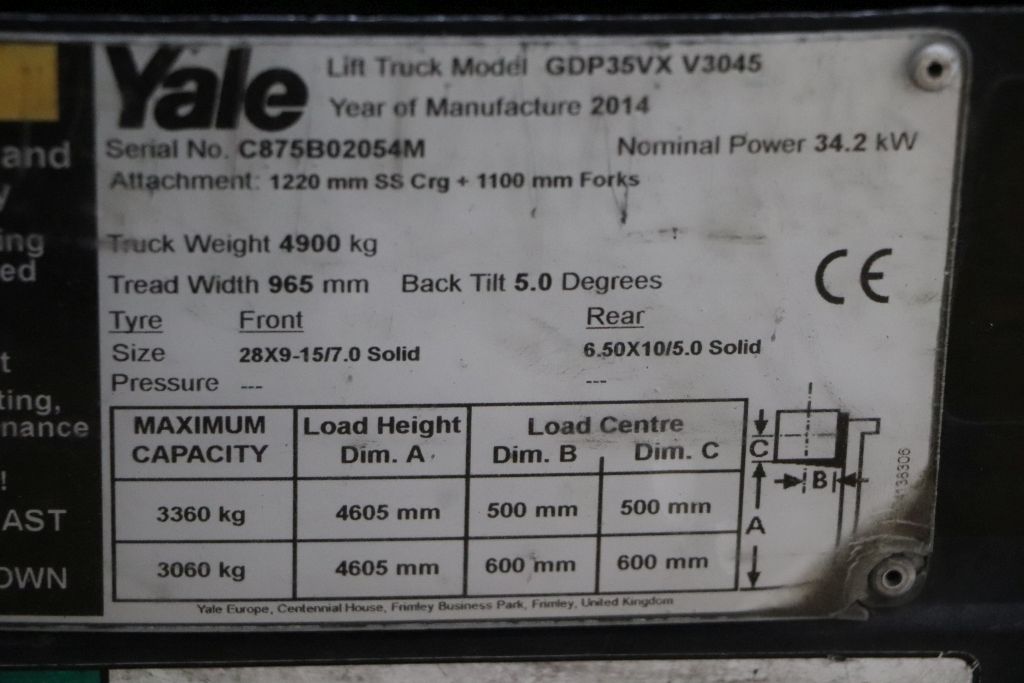 Yale
Lift Truck Model GDP35VX V3045
Year of Manufacture 2014
Serial No. C875B02054M Nominal Power 34.2 kW
Attachment: 1220 mm SS Crg + 1100 mm Forks
Truck Weight 4900 kg
Tread Width 965 mm Back Tilt 5.0 Degrees
CE
Tyre Front Rear
Size 28X9-15/7.0 Solid 6.50X10/5.0 Solid
Pressure --- ---
MAXIMUM CAPACITY Load Height Dim. A Load Centre Dim. B Dim. C
3360 kg 4605 mm 500 mm 500 mm
3060 kg 4605 mm 600 mm 600 mm
C
B
A
Yale Europe, Centennial House, Frimley Business Park, Frimley, United Kingdom
and
y
ing
ed
t
ting,
nance
!
AST
OWN